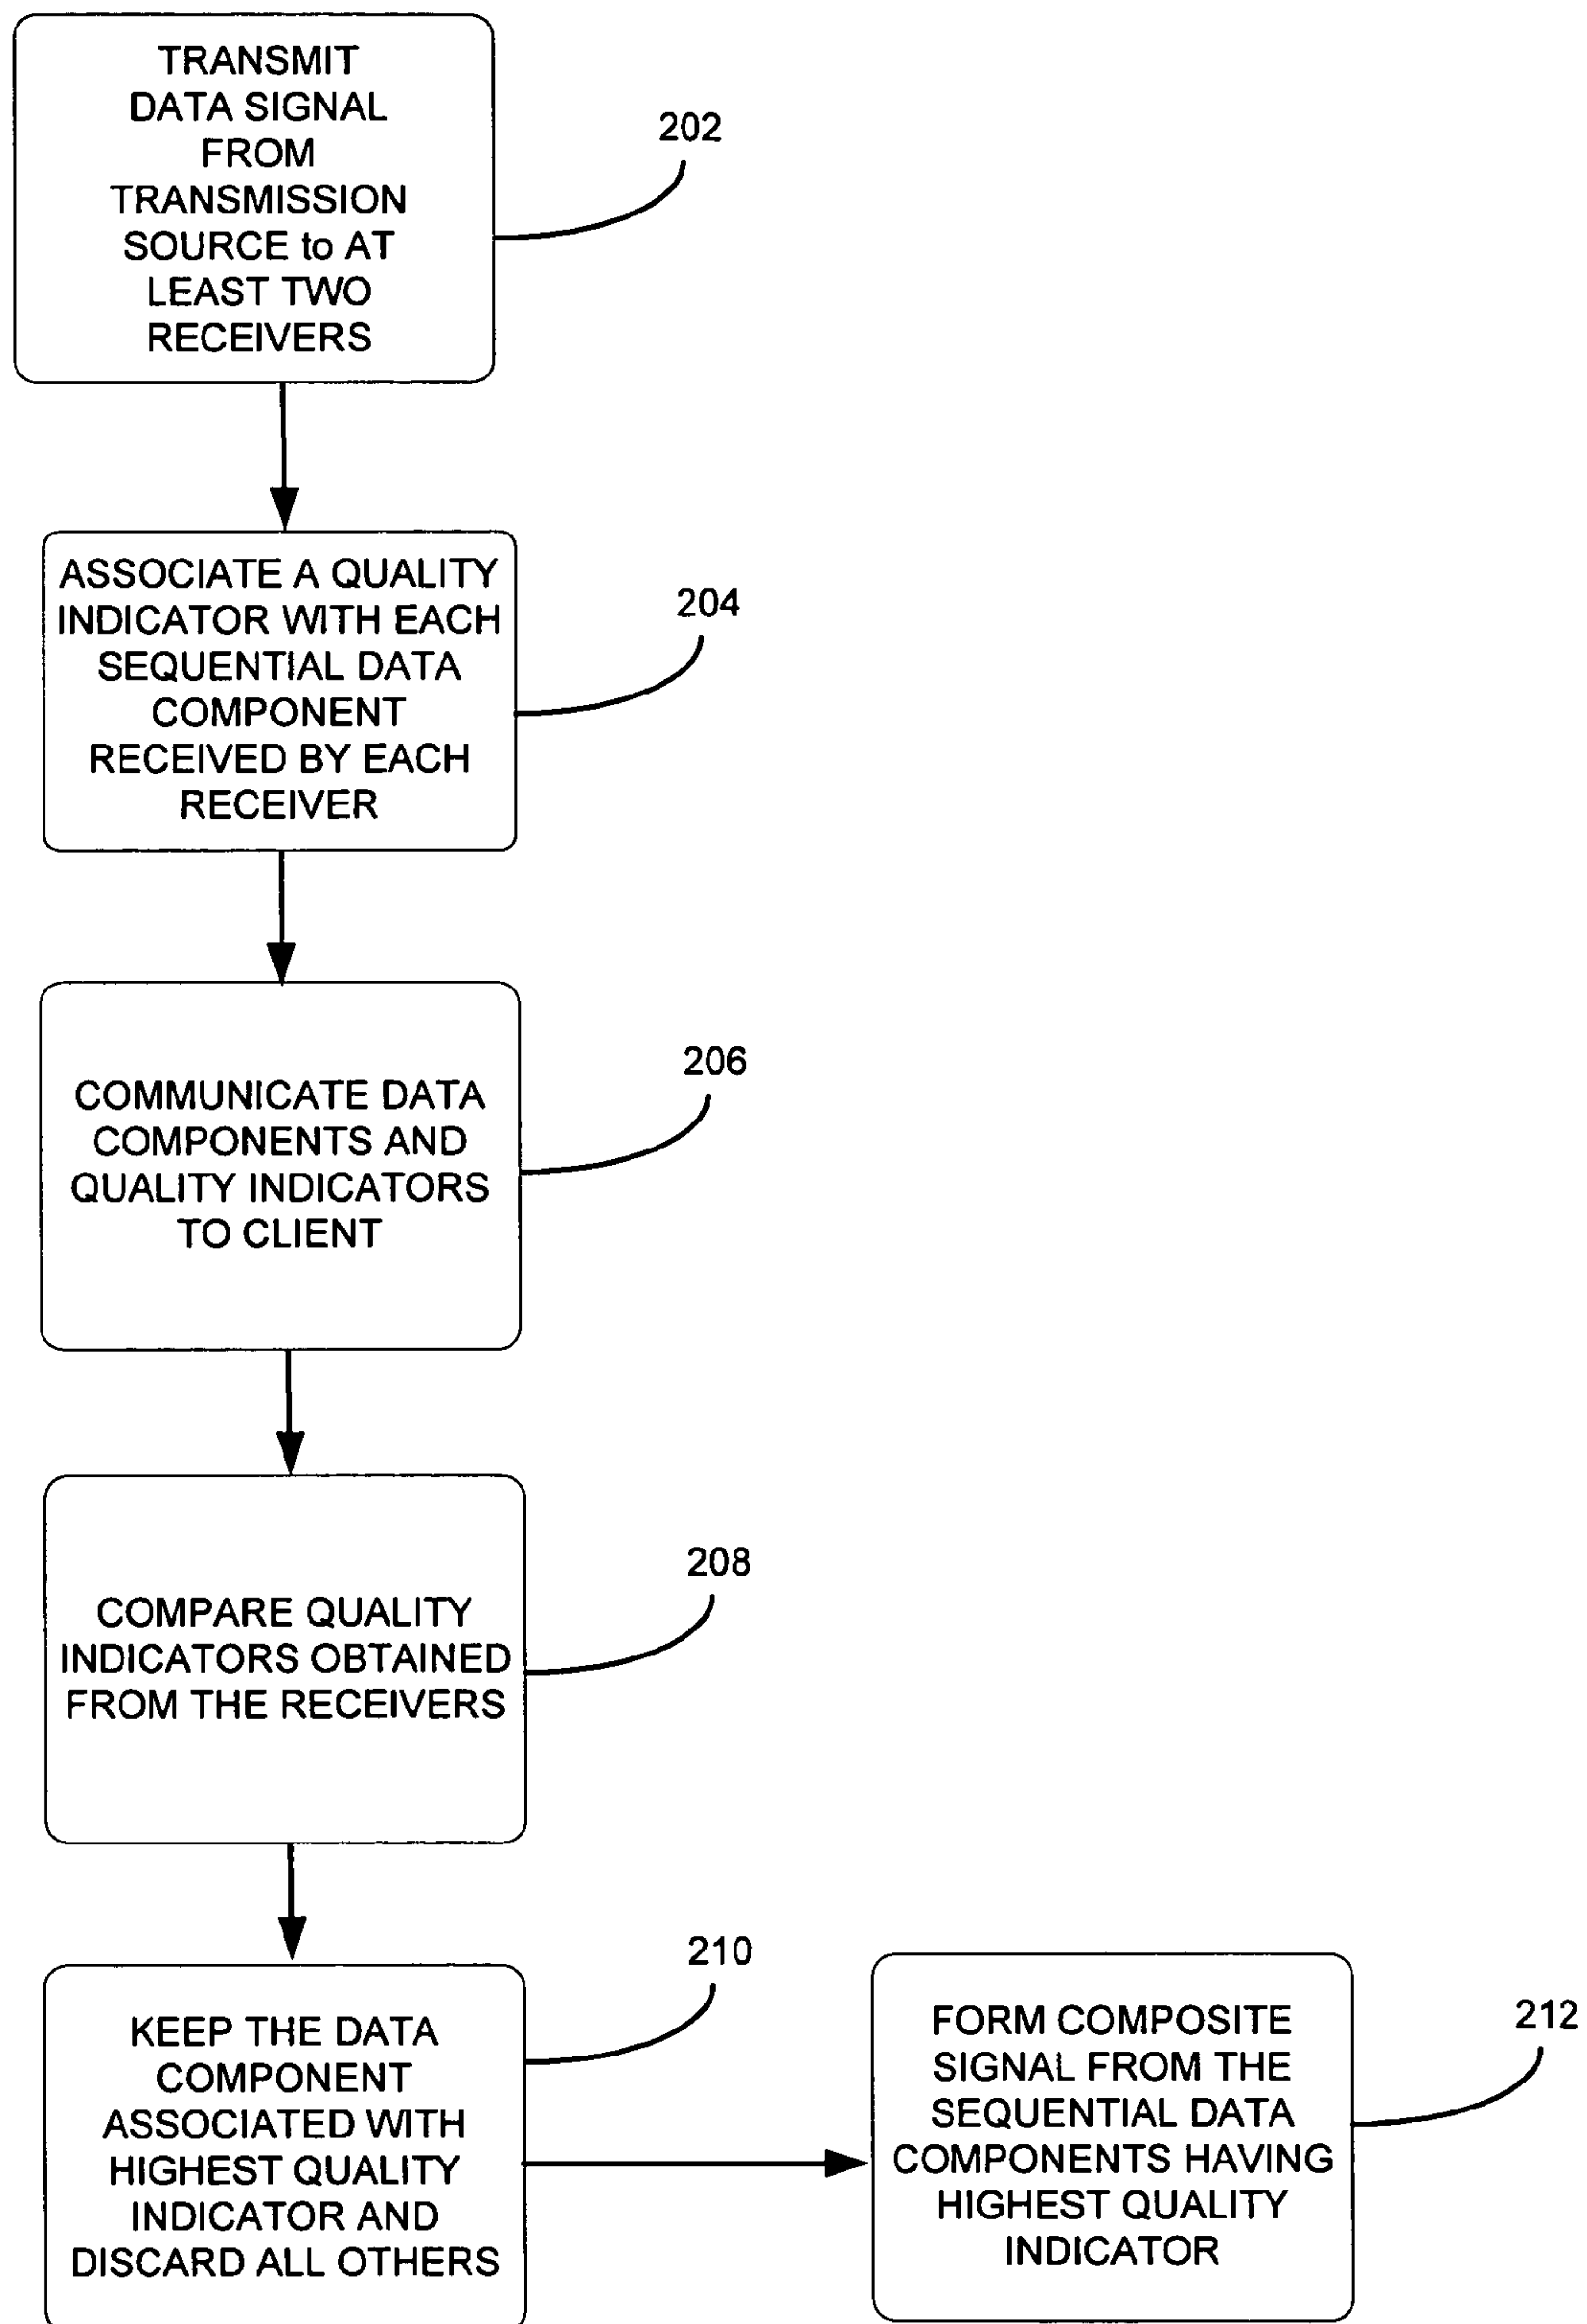 TRANSMIT
DATA SIGNAL
FROM
TRANSMISSION
SOURCE to AT
LEAST TWO
RECEIVERS
202
ASSOCIATE A QUALITY
INDICATOR WITH EACH
SEQUENTIAL DATA
COMPONENT
RECEIVED BY EACH
RECEIVER
204
COMMUNICATE DATA
COMPONENTS AND
QUALITY INDICATORS
TO CLIENT
206
COMPARE QUALITY
INDICATORS OBTAINED
FROM THE RECEIVERS
208
KEEP THE DATA
COMPONENT
ASSOCIATED WITH
HIGHEST QUALITY
INDICATOR AND
DISCARD ALL OTHERS
210
FORM COMPOSITE
SIGNAL FROM THE
SEQUENTIAL DATA
COMPONENTS HAVING
HIGHEST QUALITY
INDICATOR
212